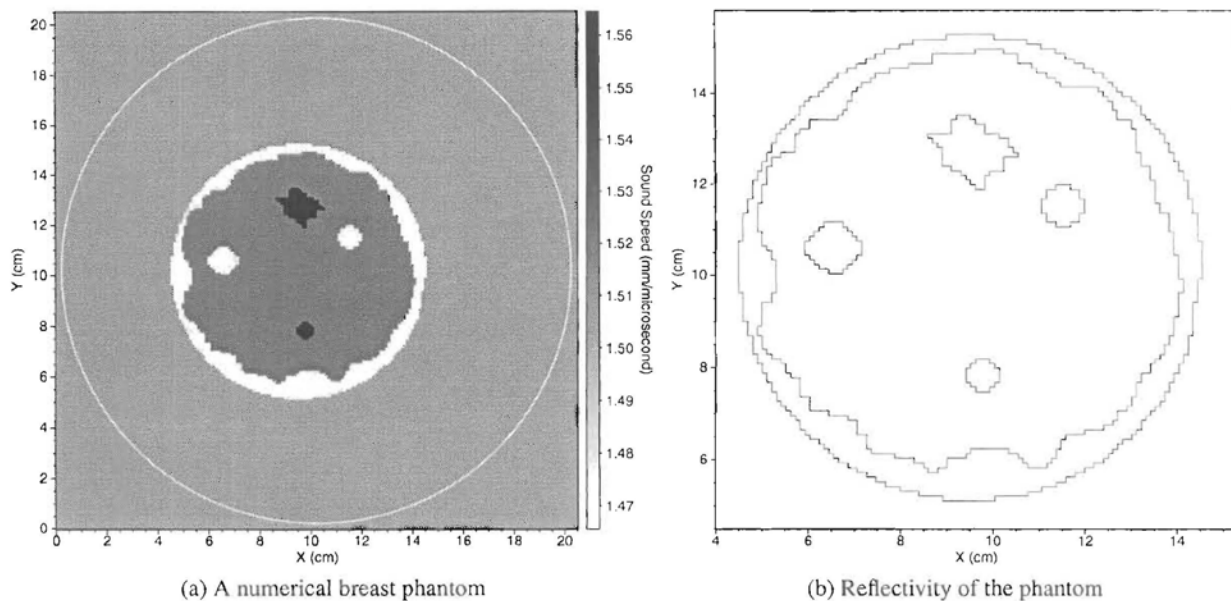 20
18
16
14
12
10
8
6
4
2
0
Y (cm)
0 2 4 6 8 10 12 14 16 18 20
X (cm)
1.56
1.55
1.54
1.53
1.52
1.51
1.50
1.49
1.48
1.47
Sound Speed (mm/microsecond)
(a) A numerical breast phantom
14
12
10
8
6
Y (cm)
4 6 8 10 12 14
X (cm)
(b) Reflectivity of the phantom